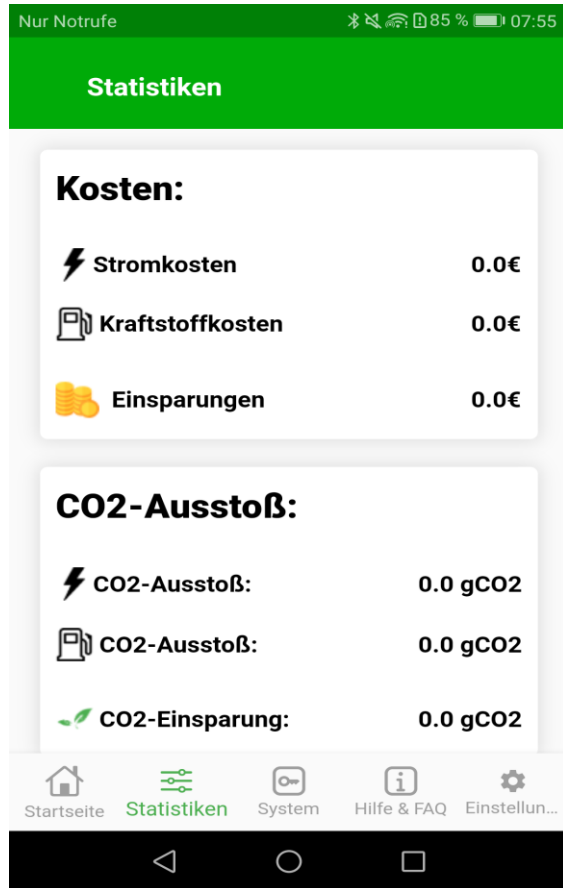 Nur Notrufe 85 % 07:55
Statistiken
Kosten:
Stromkosten 0.0€
Kraftstoffkosten 0.0€
Einsparungen 0.0€
CO2-Ausstoß:
CO2-Ausstoß: 0.0 gCO2
CO2-Ausstoß: 0.0 gCO2
CO2-Einsparung: 0.0 gCO2
Startseite Statistiken System Hilfe & FAQ Einstellun...